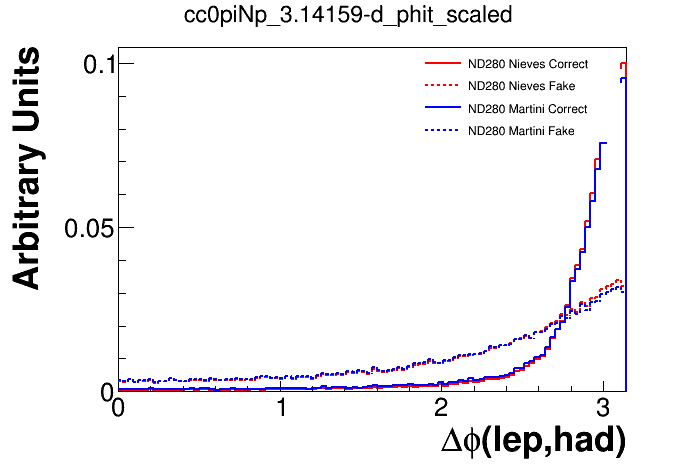 cc0piNp_3.14159-d_phit_scaled
Arbitrary Units
0.1
0.05
0
ND280 Nieves Correct
ND280 Nieves Fake
ND280 Martini Correct
ND280 Martini Fake
0 1 2 3
Δϕ(lep,had)